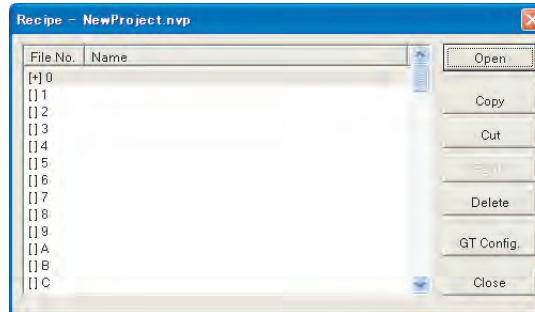 Recipe - NewProject.nvp
File No. Name
[+] 0
[] 1
[] 2
[] 3
[] 4
[] 5
[] 6
[] 7
[] 8
[] 9
[] A
[] B
[] C
Open
Copy
Cut
Delete
GT Config.
Close